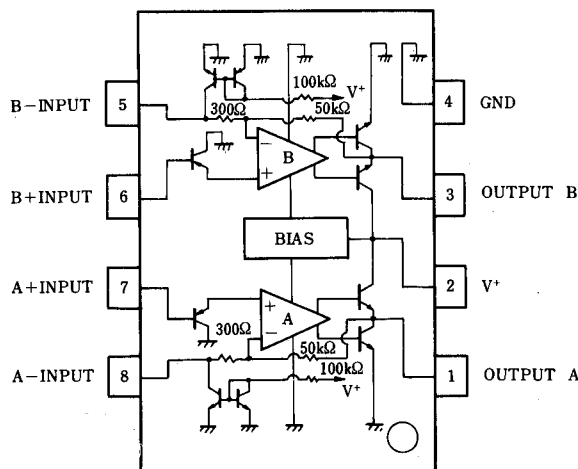 100kΩ
V⁺
300Ω
50kΩ
B−INPUT
5
4
GND
−
B
+
B+INPUT
6
3
OUTPUT B
BIAS
A+INPUT
7
2
V⁺
+
A
−
300Ω
50kΩ
100kΩ
V⁺
A−INPUT
8
1
OUTPUT A